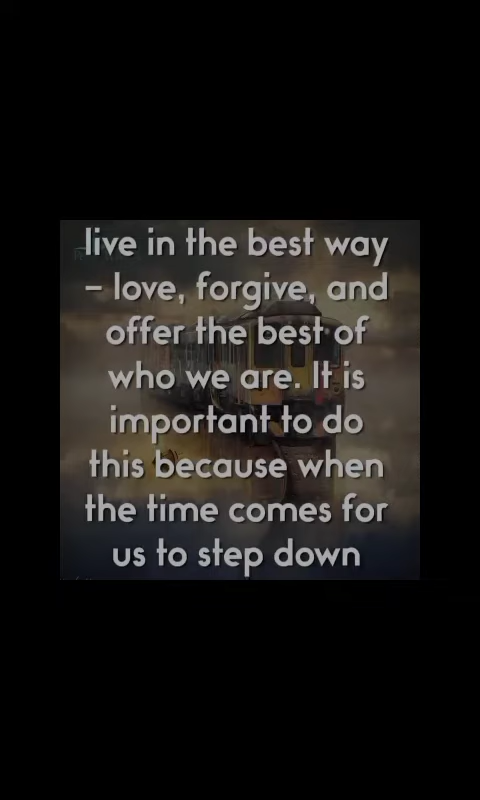 live in the best way
– love, forgive, and
offer the best of
who we are. It is
important to do
this because when
the time comes for
us to step down